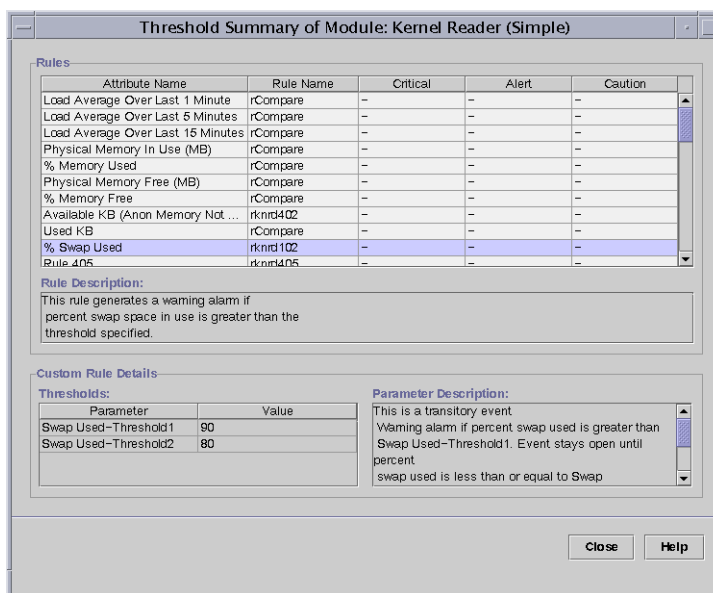 Threshold Summary of Module: Kernel Reader (Simple)
Rules
Attribute Name Rule Name Critical Alert Caution
Load Average Over Last 1 Minute rCompare – – –
Load Average Over Last 5 Minutes rCompare – – –
Load Average Over Last 15 Minutes rCompare – – –
Physical Memory In Use (MB) rCompare – – –
% Memory Used rCompare – – –
Physical Memory Free (MB) rCompare – – –
% Memory Free rCompare – – –
Available KB (Anon Memory Not ... rknrd402 – – –
Used KB rCompare – – –
% Swap Used rknrd102 – – –
Rule 405 rknrd405 – – –
Rule Description:
This rule generates a warning alarm if
percent swap space in use is greater than the
threshold specified.
Custom Rule Details
Thresholds:
Parameter Value
Swap Used–Threshold1 90
Swap Used–Threshold2 80
Parameter Description:
This is a transitory event
Warning alarm if percent swap used is greater than
Swap Used–Threshold1. Event stays open until
percent
swap used is less than or equal to Swap
Close Help